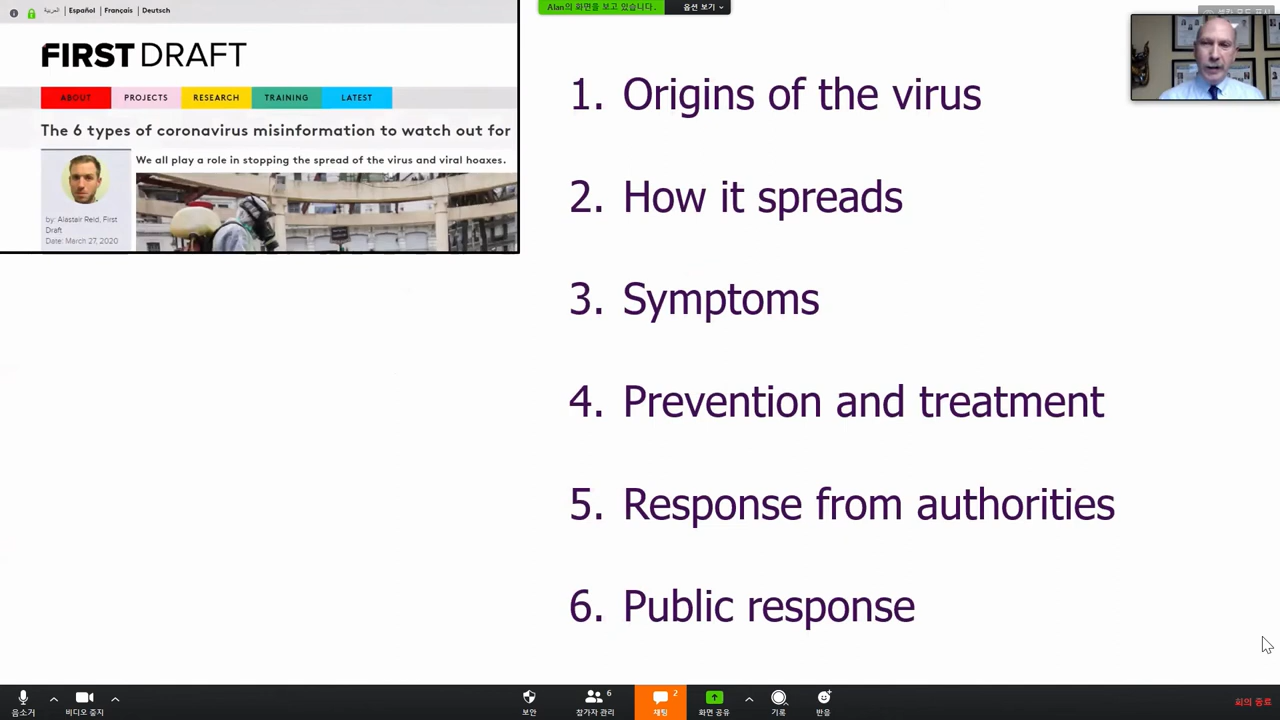 العربية | Español | Français | Deutsch
FIRSTDRAFT
ABOUT PROJECTS RESEARCH TRAINING LATEST
The 6 types of coronavirus misinformation to watch out for
We all play a role in stopping the spread of the virus and viral hoaxes.
by: Alastair Reid, First
Draft
Date: March 27, 2020
Alan의 화면을 보고 있습니다. 옵션 보기
1. Origins of the virus
2. How it spreads
3. Symptoms
4. Prevention and treatment
5. Response from authorities
6. Public response
음소거 비디오 중지 보안 참가자 관리 6 채팅 2 화면 공유 기록 반응 회의 종료